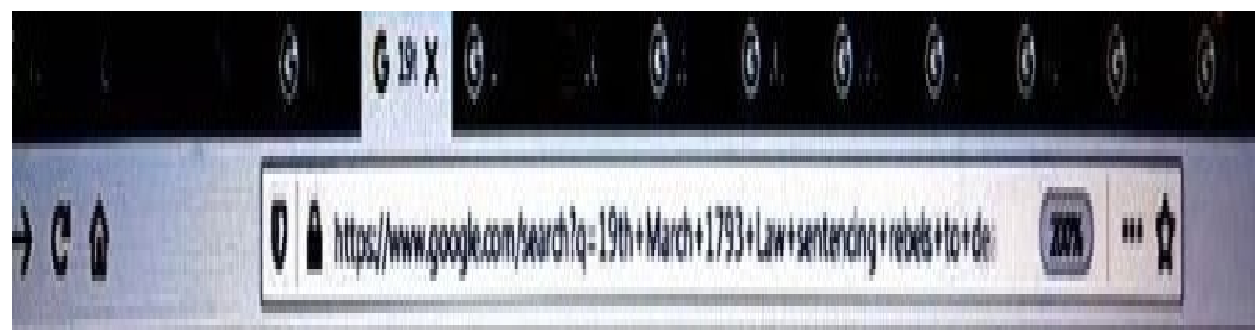 G 19t X
https://www.google.com/search?q=19th+March+1793+Law+sentencing+rebels+to+de
200%